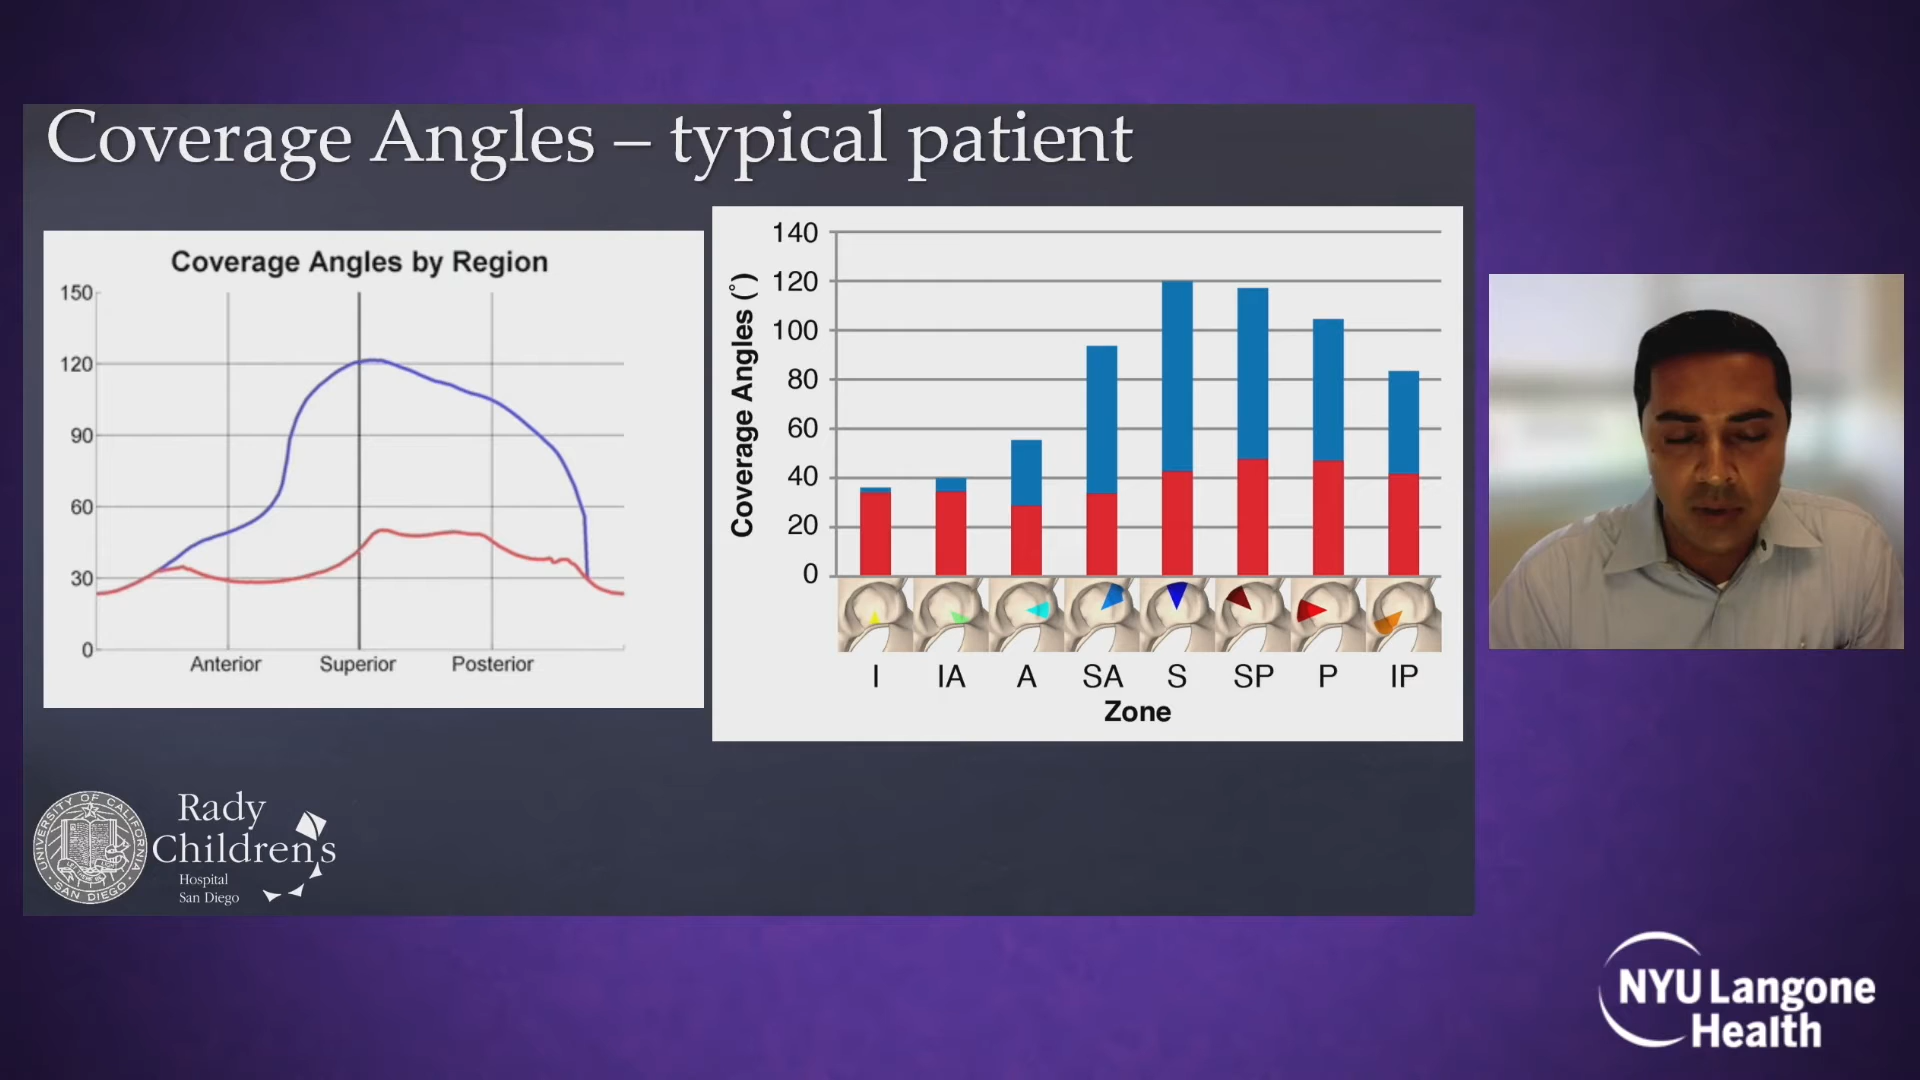 Coverage Angles – typical patient
Coverage Angles by Region
150
120
90
60
30
0
Anterior Superior Posterior
Coverage Angles (°)
140
120
100
80
60
40
20
0
I IA A SA S SP P IP
Zone
UNIVERSITY OF CALIFORNIA
SAN DIEGO
Rady
Children's
Hospital
San Diego
NYU Langone
Health